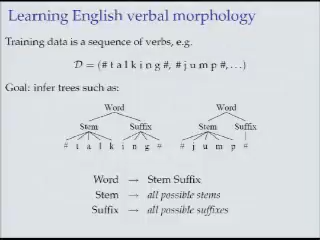 Learning English verbal morphology
Training data is a sequence of verbs, e.g.
D = (# t a l k i n g #, # j u m p #, ...)
Goal: infer trees such as:
Word Word
Stem Suffix Stem Suffix
# t a l k i n g # # j u m p #
Word → Stem Suffix
Stem → all possible stems
Suffix → all possible suffixes